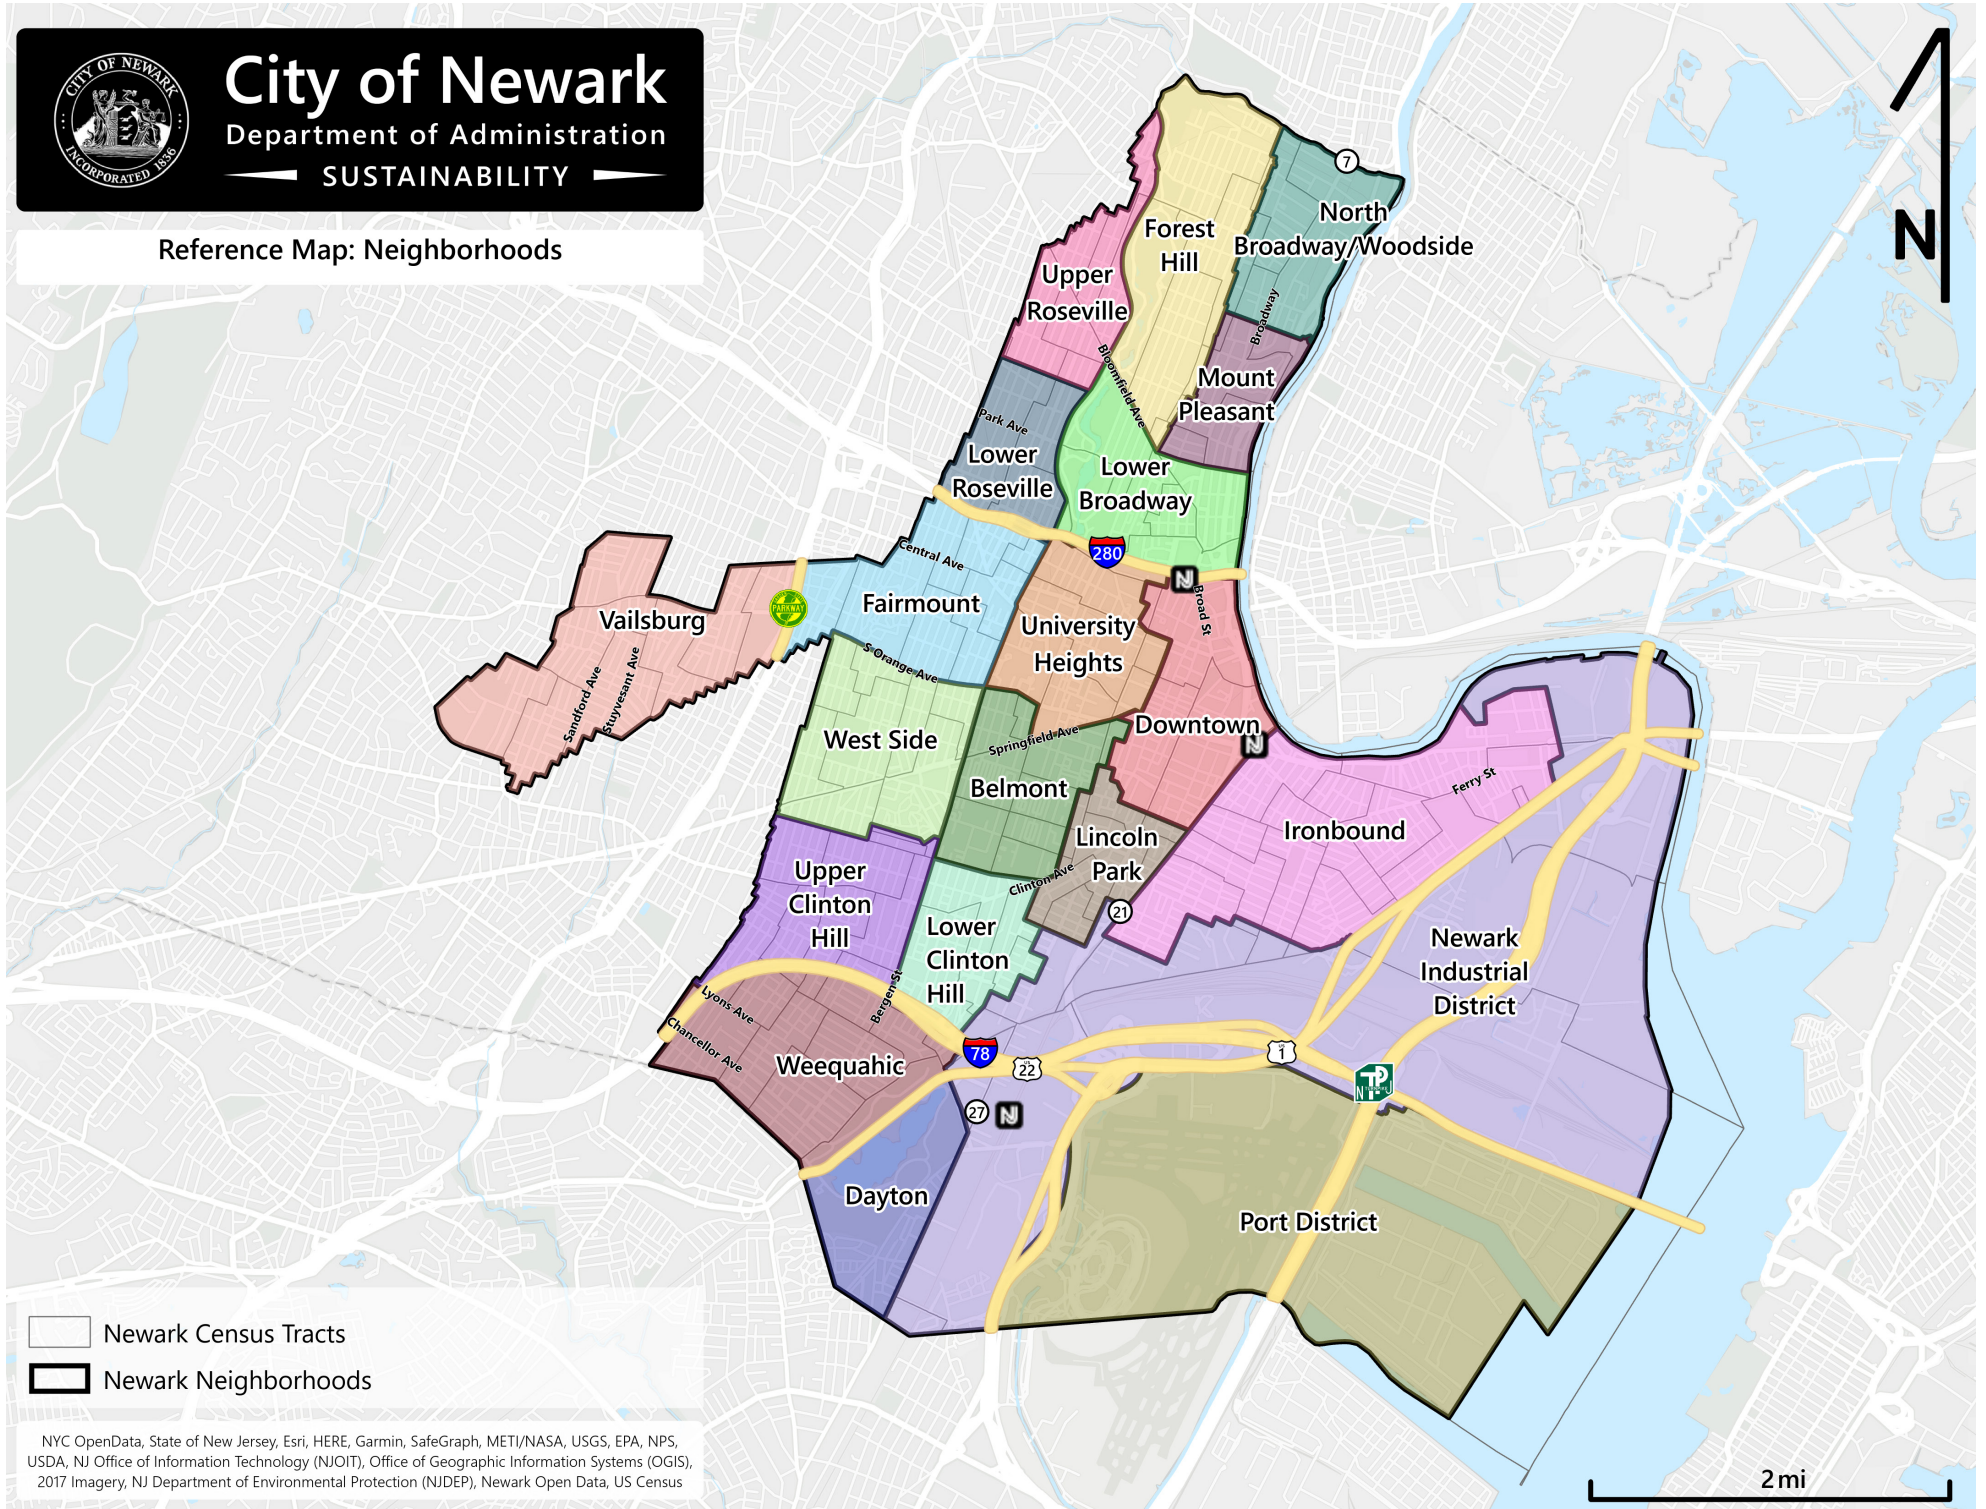 CITY OF NEWARK
INCORPORATED 1836
City of Newark
Department of Administration
SUSTAINABILITY
Reference Map: Neighborhoods
N
7
North
Broadway/Woodside
Forest
Hill
Upper
Roseville
Broadway
Bloomfield Ave
Mount
Pleasant
Park Ave
Lower
Roseville
Lower
Broadway
280
Central Ave
Fairmount
Broad St
PARKWAY
Vailsburg
University
Heights
S Orange Ave
Sandford Ave
Stuyvesant Ave
West Side
Springfield Ave
Downtown
Belmont
Ferry St
Ironbound
Lincoln
Park
Clinton Ave
21
Upper
Clinton
Hill
Lower
Clinton
Hill
Newark
Industrial
District
Bergen St
Lyons Ave
Chancellor Ave
Weequahic
78
US
22
US
1
NTPJ
TURNPIKE
27
Dayton
Port District
Newark Census Tracts
Newark Neighborhoods
NYC OpenData, State of New Jersey, Esri, HERE, Garmin, SafeGraph, METI/NASA, USGS, EPA, NPS,
USDA, NJ Office of Information Technology (NJOIT), Office of Geographic Information Systems (OGIS),
2017 Imagery, NJ Department of Environmental Protection (NJDEP), Newark Open Data, US Census
2 mi